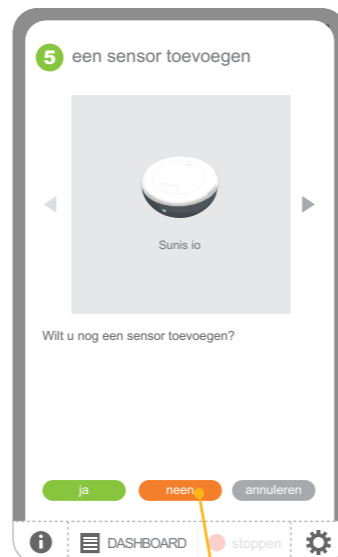 5 een sensor toevoegen
Sunis io
Wilt u nog een sensor toevoegen?
ja neen annuleren
i DASHBOARD stoppen